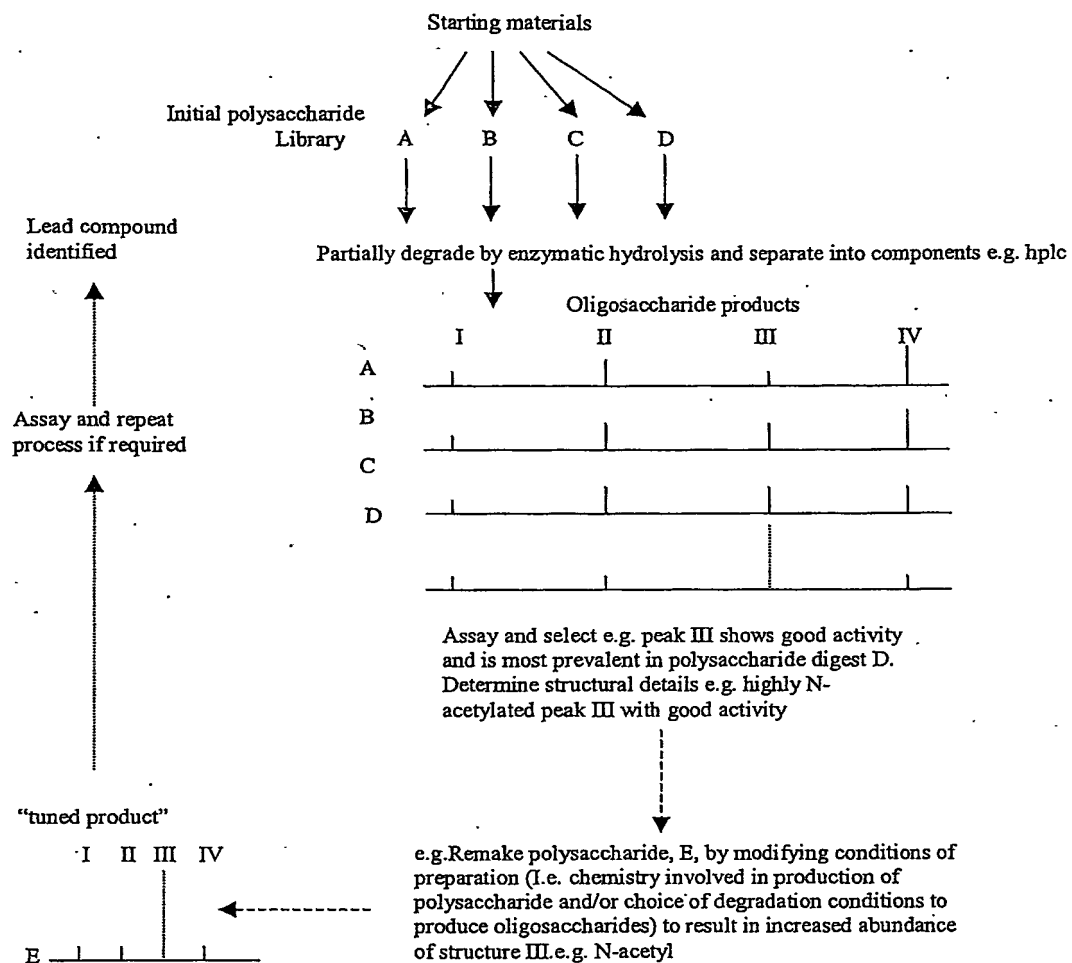 Starting materials
Initial polysaccharide
Library
A B C D
Lead compound
identified
Partially degrade by enzymatic hydrolysis and separate into components e.g. hplc
Oligosaccharide products
I II III IV
A
B
C
D
Assay and repeat
process if required
Assay and select e.g. peak III shows good activity
and is most prevalent in polysaccharide digest D.
Determine structural details e.g. highly N-
acetylated peak III with good activity
"tuned product"
I II III IV
E
e.g.Remake polysaccharide, E, by modifying conditions of
preparation (I.e. chemistry involved in production of
polysaccharide and/or choice of degradation conditions to
produce oligosaccharides) to result in increased abundance
of structure III.e.g. N-acetyl